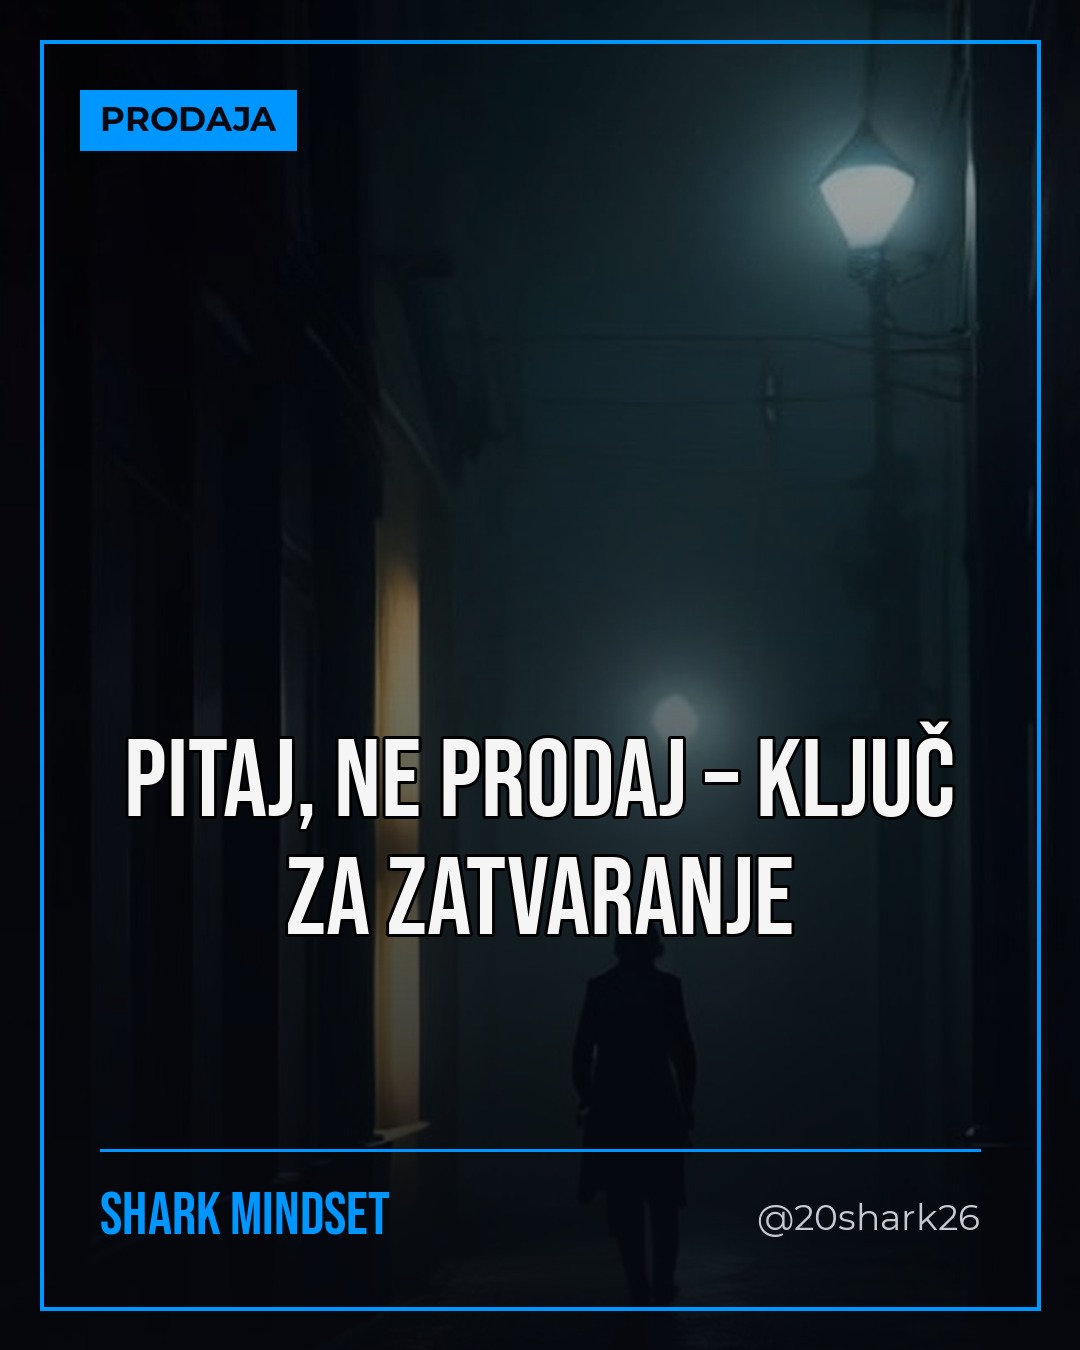 PRODAJA
PITAJ, NE PRODAJ – KLJUČ
ZA ZATVARANJE
SHARK MINDSET
@20shark26